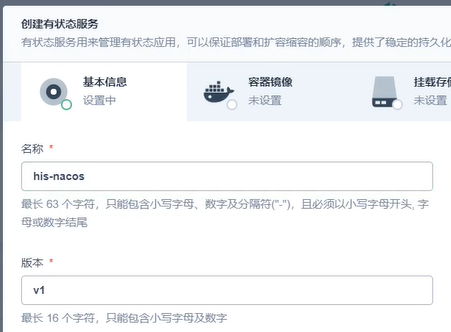 创建有状态服务
有状态服务用来管理有状态应用，可以保证部署和扩容缩容的顺序，提供了稳定的持久化
基本信息
设置中
容器镜像
未设置
挂载存储
未设置
名称 *
his-nacos
最长 63 个字符，只能包含小写字母、数字及分隔符("-")，且必须以小写字母开头, 字
母或数字结尾
版本 *
v1
最长 16 个字符，只能包含小写字母及数字